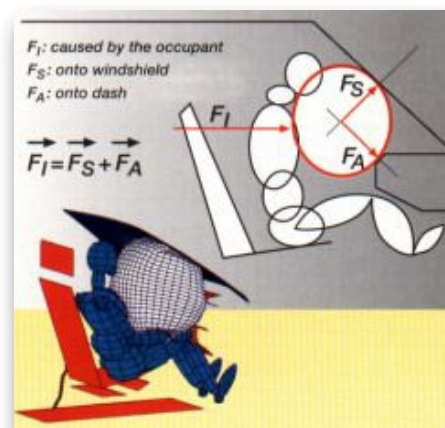 F_I: caused by the occupant
F_S: onto windshield
F_A: onto dash
F_I = F_S + F_A
F_I
F_S
F_A